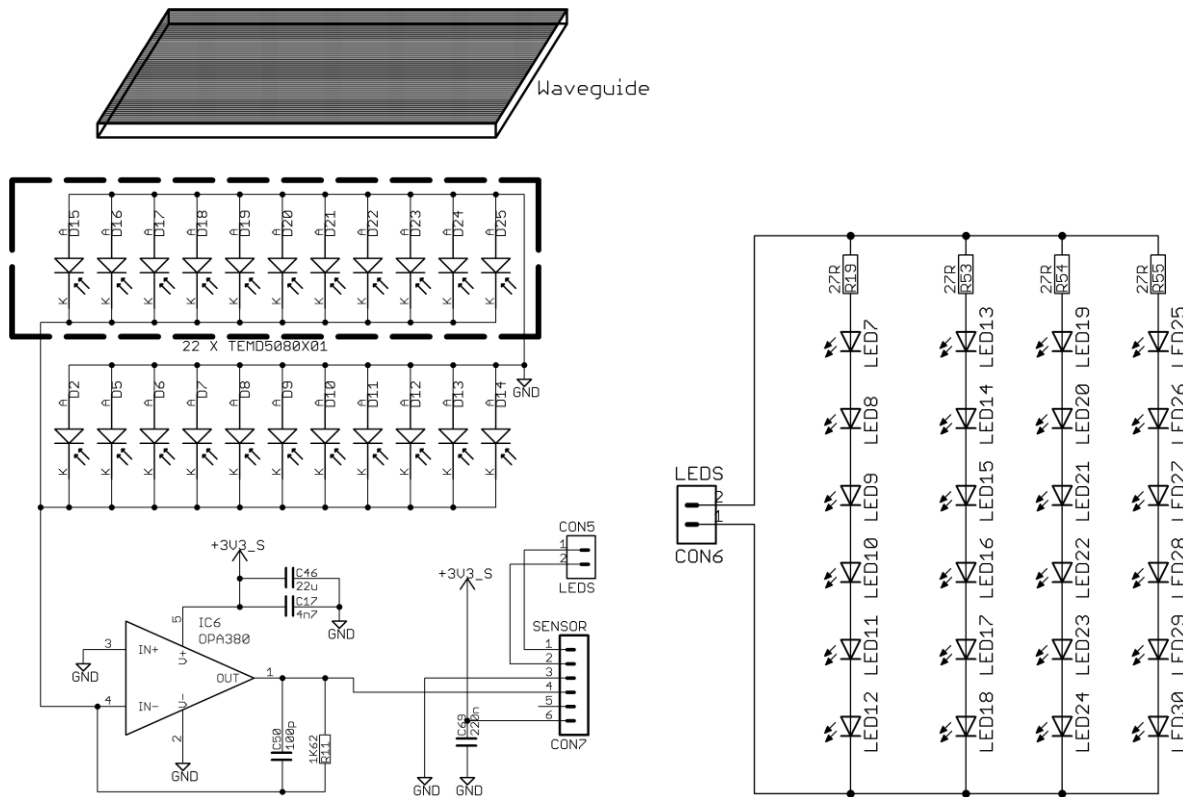 Waveguide
A D15
A D16
A D17
A D18
A D19
A D20
A D21
A D22
A D23
A D24
A D25
K
K
K
K
K
K
K
K
K
K
K
22 X TEMD5080X01
GND
A D2
A D5
A D6
A D7
A D8
A D9
A D10
A D11
A D12
A D13
A D14
K
K
K
K
K
K
K
K
K
K
K
+3V3_S
C46
22u
C17
4n7
GND
IC6
OPA380
5
V+
3
IN+
GND
4
IN-
V-
2
GND
OUT
1
C50
100p
1K62
R11
+3V3_S
C69
220n
GND
GND
CON5
1
2
LEDS
SENSOR
1
2
3
4
5
6
CON7
LEDS
2
1
CON6
27R
R19
LED7
LED8
LED9
LED10
LED11
LED12
27R
R53
LED13
LED14
LED15
LED16
LED17
LED18
27R
R54
LED19
LED20
LED21
LED22
LED23
LED24
27R
R55
LED25
LED26
LED27
LED28
LED29
LED30